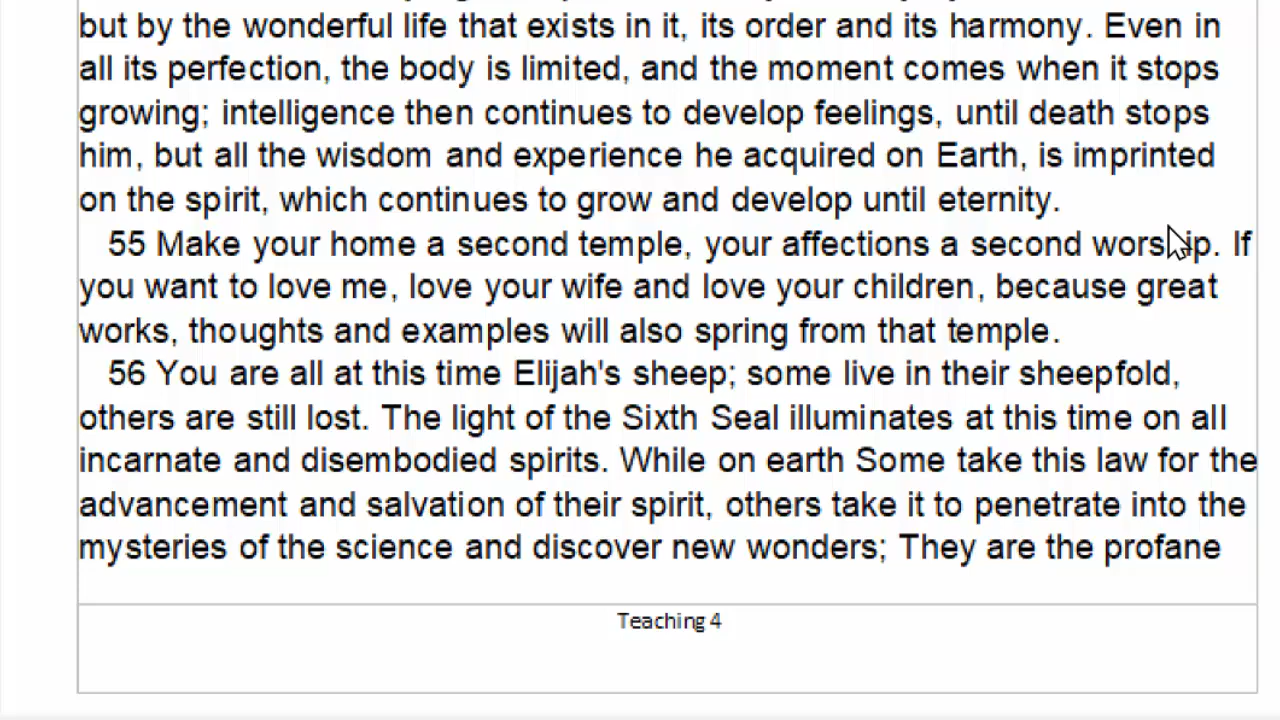 but by the wonderful life that exists in it, its order and its harmony. Even in
all its perfection, the body is limited, and the moment comes when it stops
growing; intelligence then continues to develop feelings, until death stops
him, but all the wisdom and experience he acquired on Earth, is imprinted
on the spirit, which continues to grow and develop until eternity.
55 Make your home a second temple, your affections a second worship. If
you want to love me, love your wife and love your children, because great
works, thoughts and examples will also spring from that temple.
56 You are all at this time Elijah's sheep; some live in their sheepfold,
others are still lost. The light of the Sixth Seal illuminates at this time on all
incarnate and disembodied spirits. While on earth Some take this law for the
advancement and salvation of their spirit, others take it to penetrate into the
mysteries of the science and discover new wonders; They are the profane
Teaching 4